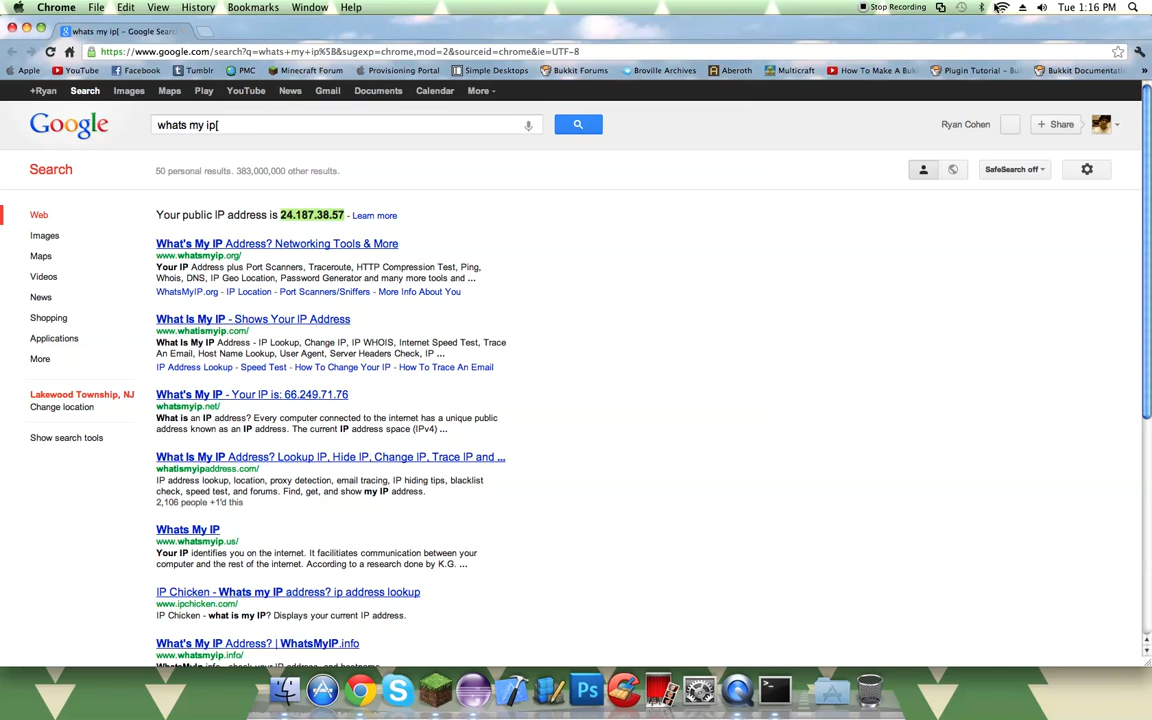 Chrome File Edit View History Bookmarks Window Help Stop Recording Tue 1:16 PM
whats my ip[ – Google Sear
https://www.google.com/search?q=whats+my+ip%5B&sugexp=chrome,mod=2&sourceid=chrome&ie=UTF-8
Apple YouTube Facebook Tumblr PMC Minecraft Forum Provisioning Portal Simple Desktops Bukkit Forums Broville Archives Aberoth Multicraft How To Make A Buk Plugin Tutorial – Bu Bukkit Documentat »
+Ryan Search Images Maps Play YouTube News Gmail Documents Calendar More
Google whats my ip[ Ryan Cohen + Share
Search 50 personal results. 383,000,000 other results. SafeSearch off
Web
Images
Maps
Videos
News
Shopping
Applications
More
Lakewood Township, NJ
Change location
Show search tools
Your public IP address is 24.187.38.57 - Learn more
What's My IP Address? Networking Tools & More
www.whatsmyip.org/
Your IP Address plus Port Scanners, Traceroute, HTTP Compression Test, Ping,
Whois, DNS, IP Geo Location, Password Generator and many more tools and ...
WhatsMyIP.org - IP Location - Port Scanners/Sniffers - More Info About You
What Is My IP - Shows Your IP Address
www.whatismyip.com/
What Is My IP Address - IP Lookup, Change IP, IP WHOIS, Internet Speed Test, Trace
An Email, Host Name Lookup, User Agent, Server Headers Check, IP ...
IP Address Lookup - Speed Test - How To Change Your IP - How To Trace An Email
What's My IP - Your IP is: 66.249.71.76
whatsmyip.net/
What is an IP address? Every computer connected to the internet has a unique public
address known as an IP address. The current IP address space (IPv4) ...
What Is My IP Address? Lookup IP, Hide IP, Change IP, Trace IP and ...
whatismyipaddress.com/
IP address lookup, location, proxy detection, email tracing, IP hiding tips, blacklist
check, speed test, and forums. Find, get, and show my IP address.
2,106 people +1'd this
Whats My IP
www.whatsmyip.us/
Your IP identifies you on the internet. It facilitiates communication between your
computer and the rest of the internet. According to a research done by K.G. ...
IP Chicken - Whats my IP address? ip address lookup
www.ipchicken.com/
IP Chicken - what is my IP? Displays your current IP address.
What's My IP Address? | WhatsMyIP.info
www.whatsmyip.info/
Ps